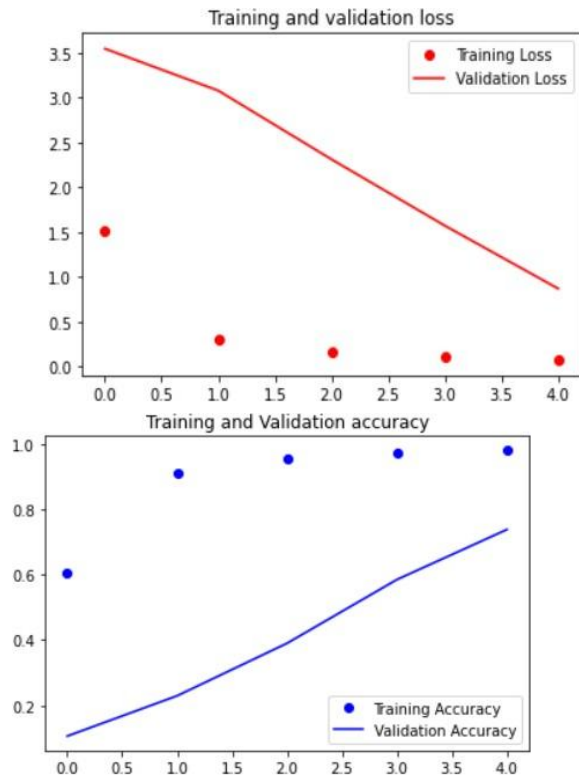 Training and validation loss
3.5
3.0
2.5
2.0
1.5
1.0
0.5
0.0
Training Loss
Validation Loss
0.0 0.5 1.0 1.5 2.0 2.5 3.0 3.5 4.0
Training and Validation accuracy
1.0
0.8
0.6
0.4
0.2
Training Accuracy
Validation Accuracy
0.0 0.5 1.0 1.5 2.0 2.5 3.0 3.5 4.0